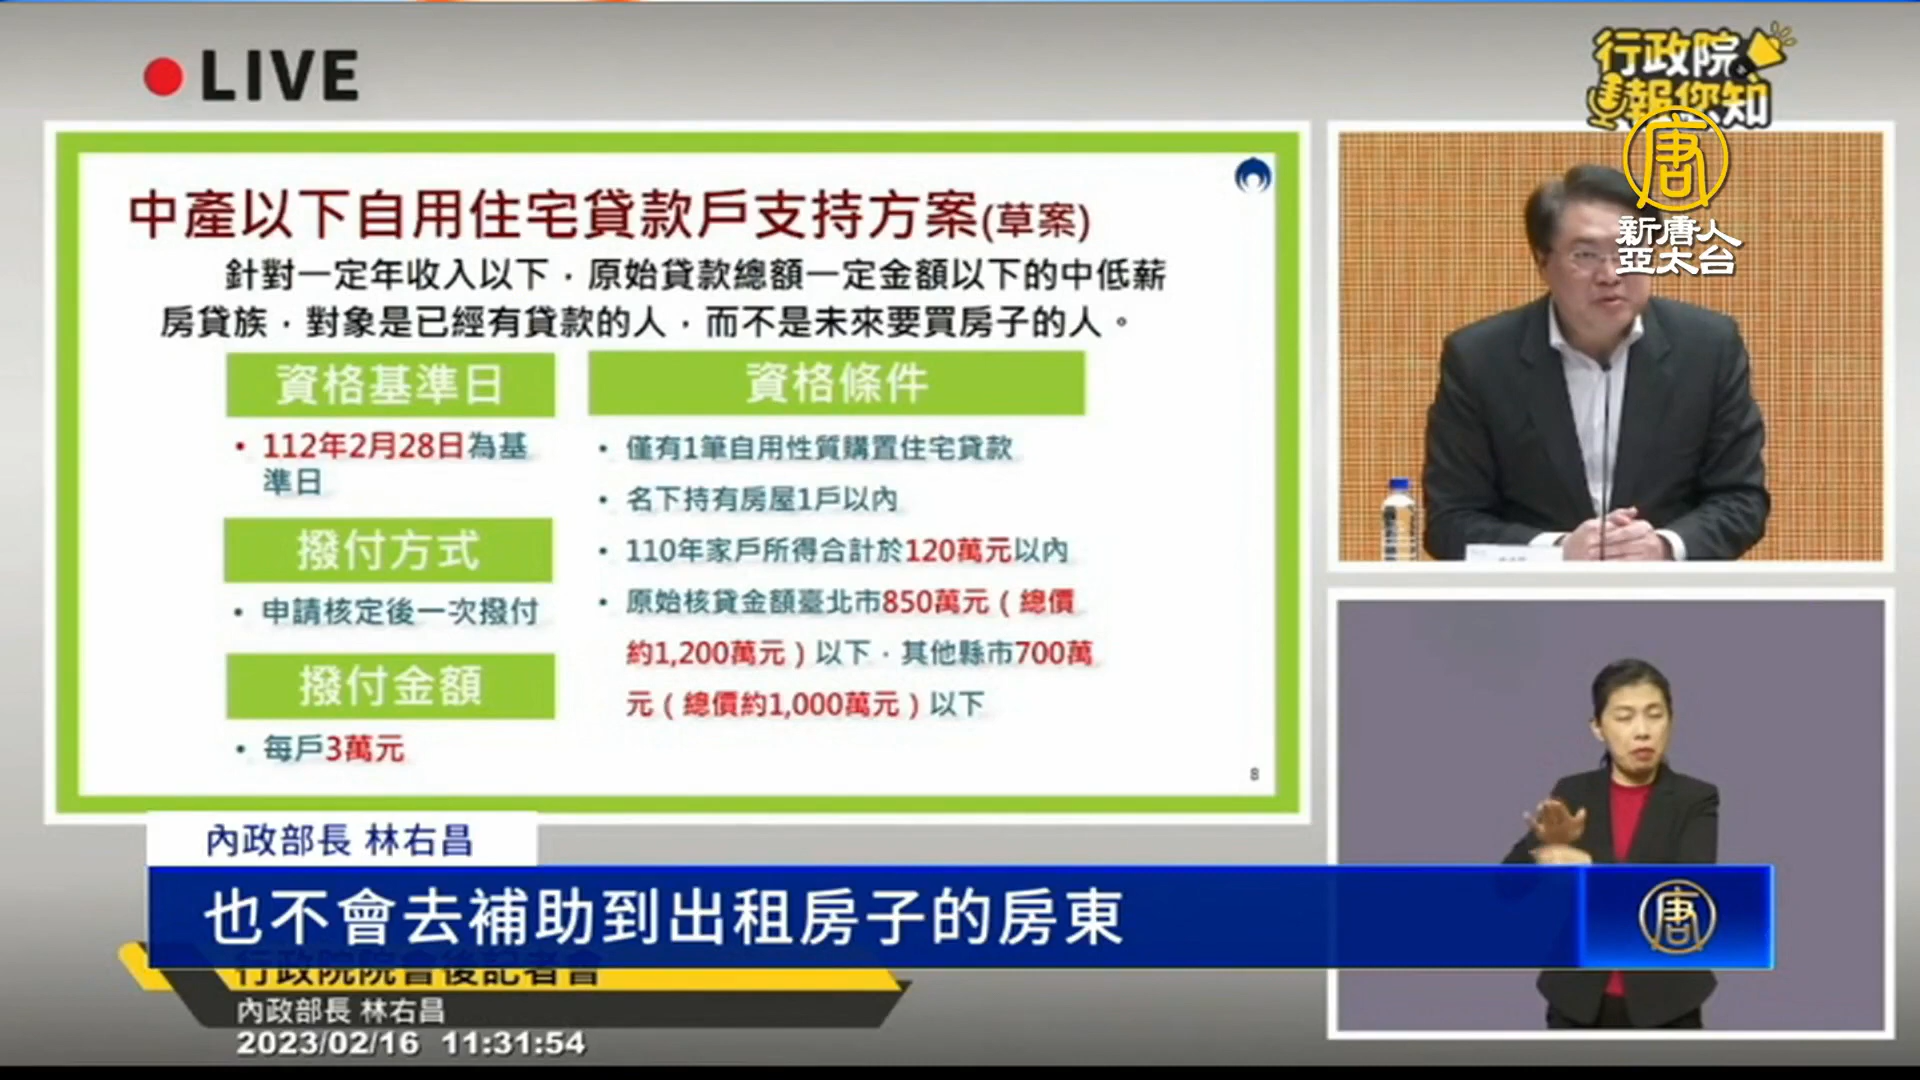 LIVE
行政院
報您知
唐
新唐人
亞太台
中產以下自用住宅貸款戶支持方案(草案)
針對一定年收入以下，原始貸款總額一定金額以下的中低薪
房貸族，對象是已經有貸款的人，而不是未來要買房子的人。
資格基準日
• 112年2月28日為基
準日
撥付方式
• 申請核定後一次撥付
撥付金額
• 每戶3萬元
資格條件
• 僅有1筆自用性質購置住宅貸款
• 名下持有房屋1戶以內
• 110年家戶所得合計於120萬元以內
• 原始核貸金額臺北市850萬元（總價
約1,200萬元）以下，其他縣市700萬
元（總價約1,000萬元）以下
8
內政部長 林右昌
也不會去補助到出租房子的房東
唐
行政院院會後記者會
內政部長 林右昌
2023/02/16 11:31:54